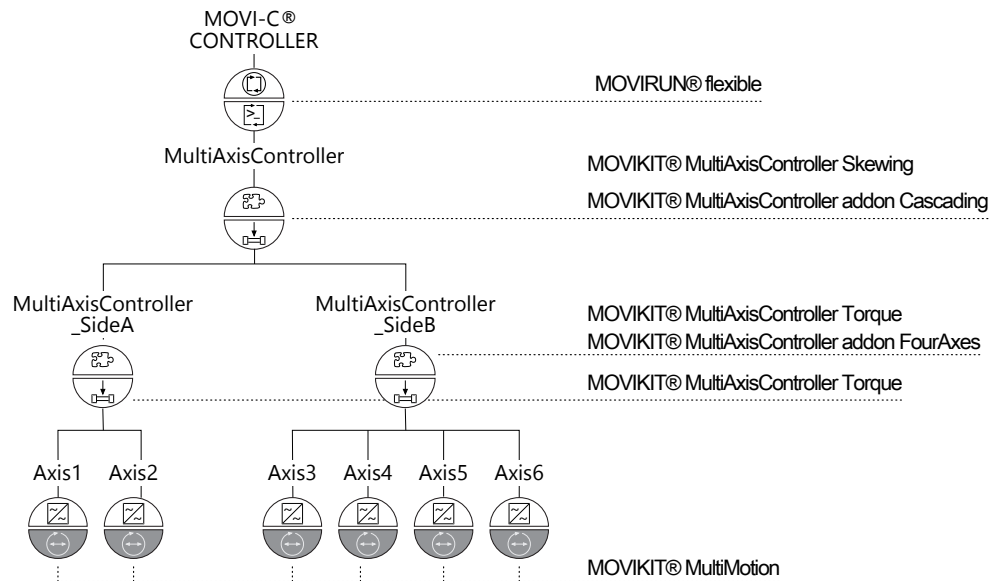 MOVI-C®
CONTROLLER
MOVIRUN® flexible
MultiAxisController
MOVIKIT® MultiAxisController Skewing
MOVIKIT® MultiAxisController addon Cascading
MultiAxisController
_SideA
MultiAxisController
_SideB
MOVIKIT® MultiAxisController Torque
MOVIKIT® MultiAxisController addon FourAxes
MOVIKIT® MultiAxisController Torque
Axis1 Axis2 Axis3 Axis4 Axis5 Axis6
MOVIKIT® MultiMotion